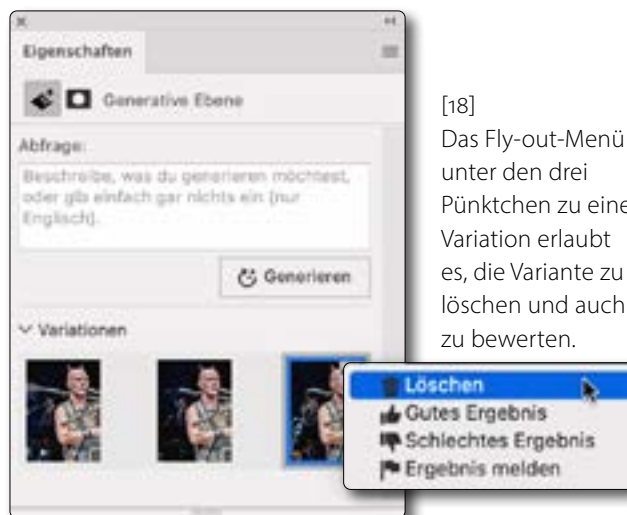 Eigenschaften
Generative Ebene
Abfrage:
Beschreibe, was du generieren möchtest,
oder gib einfach gar nichts ein (nur
Englisch).
Generieren
Variationen
Löschen
Gutes Ergebnis
Schlechtes Ergebnis
Ergebnis melden
[18]
Das Fly-out-Menü
unter den drei
Pünktchen zu eine
Variation erlaubt
es, die Variante zu
löschen und auch
zu bewerten.